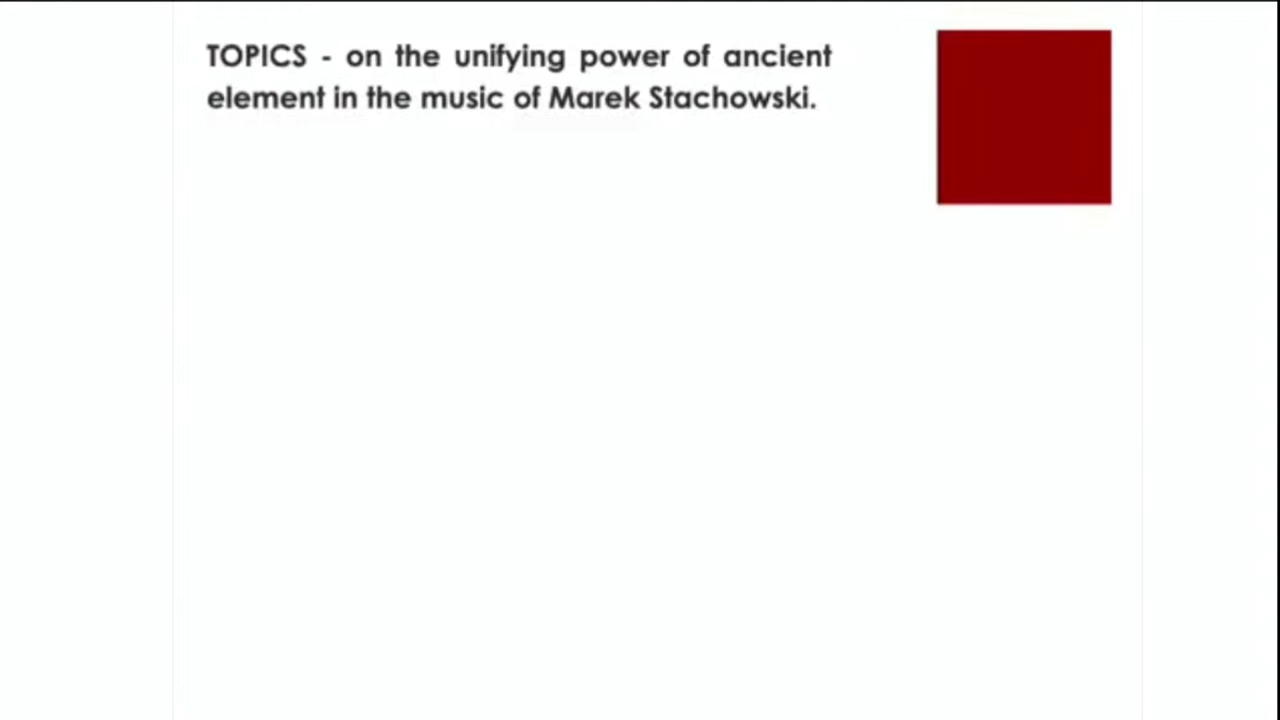 TOPICS - on the unifying power of ancient
element in the music of Marek Stachowski.